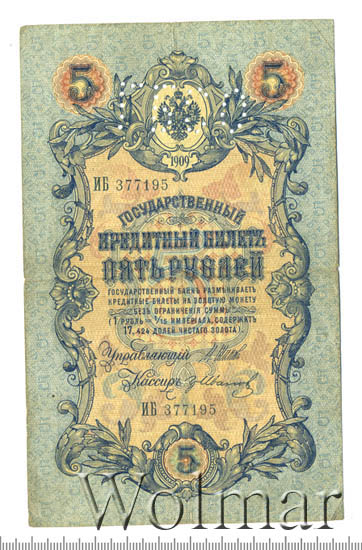 5 5
1909
ИБ 377195
ГОСУДАРСТВЕННЫЙ
КРЕДИТНЫЙ БИЛЕТЪ
ПЯТЬ РУБЛЕЙ
ГОСУДАРСТВЕННЫЙ БАНКЪ РАЗМѢНИВАЕТЪ
КРЕДИТНЫЕ БИЛЕТЫ НА ЗОЛОТУЮ МОНЕТУ
БЕЗЪ ОГРАНИЧЕНІЯ СУММЫ
(1 РУБЛЬ = 1/15 ИМПЕРІАЛА, СОДЕРЖИТЪ
17,424 ДОЛЕЙ ЧИСТАГО ЗОЛОТА).
Управляющій
Кассиръ
ИБ 377195
5
Wolmar